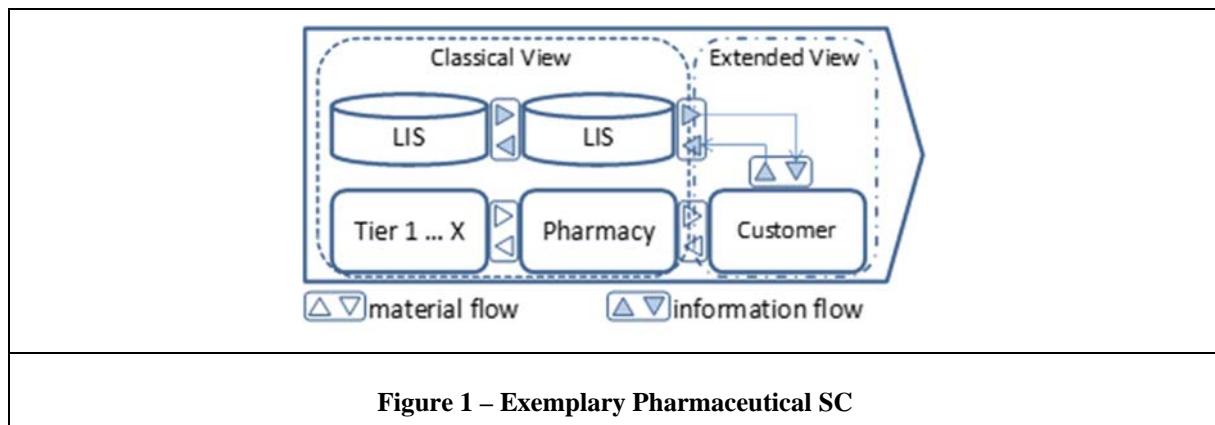 Classical View Extended View
LIS LIS
Tier 1 ... X Pharmacy Customer
material flow information flow
Figure 1 – Exemplary Pharmaceutical SC